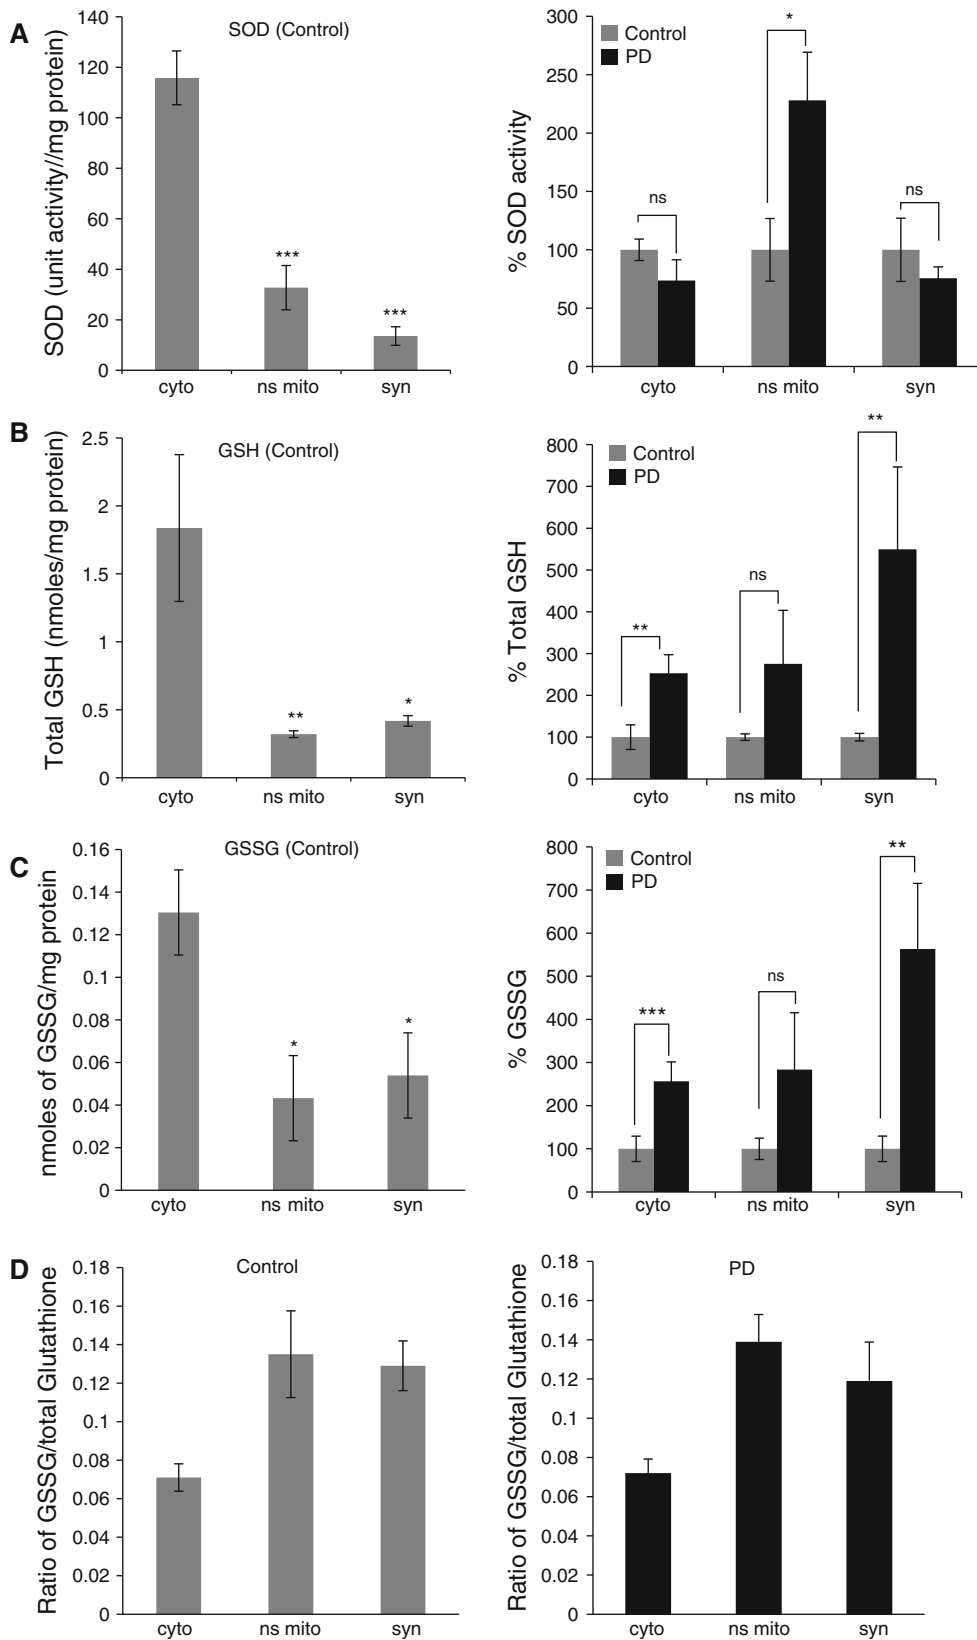 A
SOD (Control)
SOD (unit activity//mg protein)
140
120
100
80
60
40
20
0
***
***
cyto
ns mito
syn
Control
PD
% SOD activity
300
250
200
150
100
50
0
ns
*
ns
cyto
ns mito
syn
B
GSH (Control)
Total GSH (nmoles/mg protein)
2.5
2
1.5
1
0.5
0
**
*
cyto
ns mito
syn
Control
PD
% Total GSH
800
700
600
500
400
300
200
100
0
**
ns
**
cyto
ns mito
syn
C
GSSG (Control)
nmoles of GSSG/mg protein
0.16
0.14
0.12
0.1
0.08
0.06
0.04
0.02
0
*
*
cyto
ns mito
syn
Control
PD
% GSSG
800
700
600
500
400
300
200
100
0
***
ns
**
cyto
ns mito
syn
D
Control
Ratio of GSSG/total Glutathione
0.18
0.16
0.14
0.12
0.1
0.08
0.06
0.04
0.02
0
cyto
ns mito
syn
PD
Ratio of GSSG/total Glutathione
0.18
0.16
0.14
0.12
0.1
0.08
0.06
0.04
0.02
0
cyto
ns mito
syn